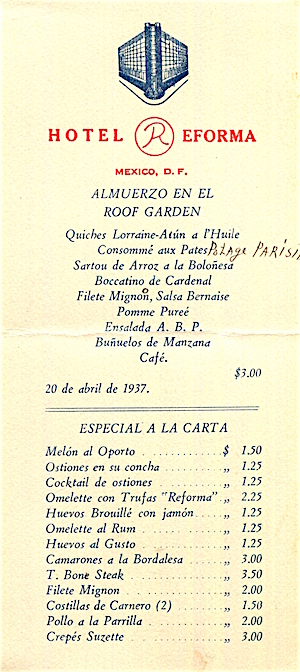 HOTEL REFORMA
MEXICO, D. F.
ALMUERZO EN EL
ROOF GARDEN
Quiches Lorraine-Atún a l'Huile
Consommé aux Pates Potage PARISI
Sartou de Arroz a la Boloñesa
Boccatino de Cardenal
Filete Mignon, Salsa Bernaise
Pomme Pureé
Ensalada A. B. P.
Buñuelos de Manzana
Café.
$3.00
20 de abril de 1937.
ESPECIAL A LA CARTA
Melón al Oporto . . . . . . . . . . $ 1.50
Ostiones en su concha . . . . . . . . ,, 1.25
Cocktail de ostiones . . . . . . . . . ,, 1.25
Omelette con Trufas "Reforma" . ,, 2.25
Huevos Brouillé con jamón . . . . . ,, 1.25
Omelette al Rum . . . . . . . . . . ,, 1.25
Huevos al Gusto . . . . . . . . . . ,, 1.25
Camarones a la Bordalesa . . . . . . ,, 3.00
T. Bone Steak . . . . . . . . . . . ,, 3.50
Filete Mignon . . . . . . . . . . . ,, 2.00
Costillas de Carnero (2) . . . . . . ,, 1.50
Pollo a la Parrilla . . . . . . . . . ,, 2.00
Crepés Suzette . . . . . . . . . . . ,, 3.00